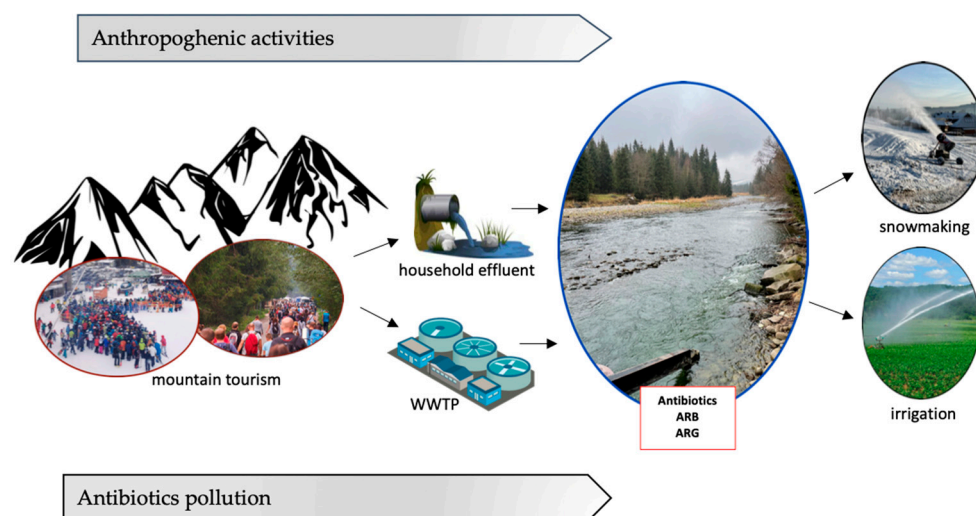 Anthropoghenic activities
mountain tourism
household effluent
WWTP
Antibiotics
ARB
ARG
snowmaking
irrigation
Antibiotics pollution